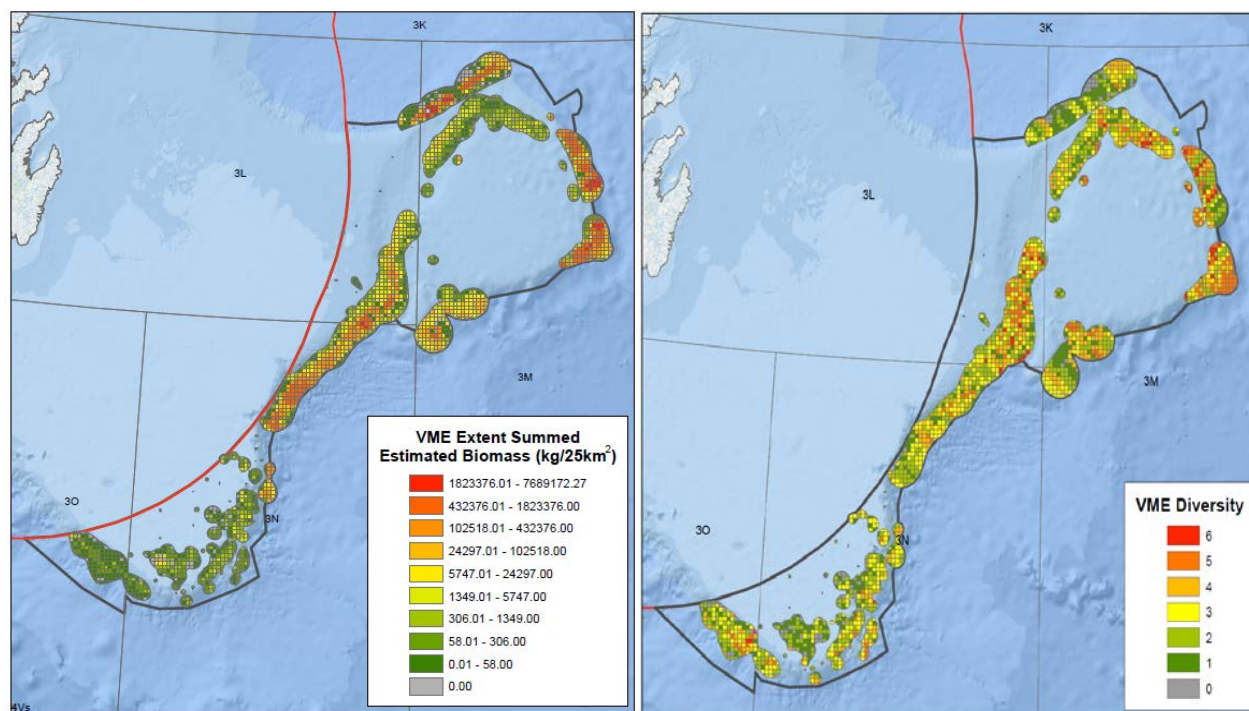 3K
3L
3M
3O
3N
4Vs
VME Extent Summed
Estimated Biomass (kg/25km²)
1823376.01 - 7689172.27
432376.01 - 1823376.00
102518.01 - 432376.00
24297.01 - 102518.00
5747.01 - 24297.00
1349.01 - 5747.00
306.01 - 1349.00
58.01 - 306.00
0.01 - 58.00
0.00
3K
3L
3M
3O
3N
VME Diversity
6
5
4
3
2
1
0